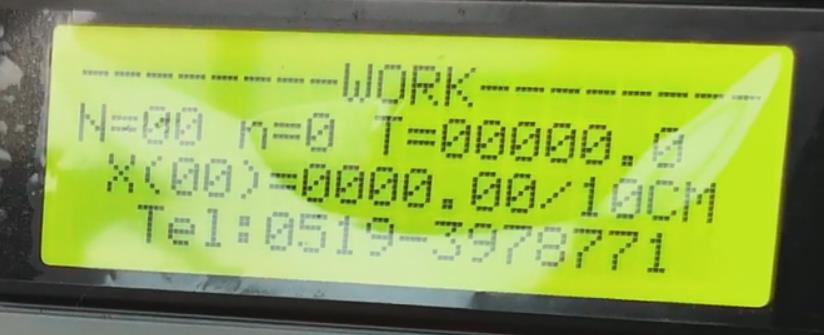 --------WORK---------
N=00 n=0 T=00000.0
X(00)=0000.00/10CM
Tel:0519-3978771